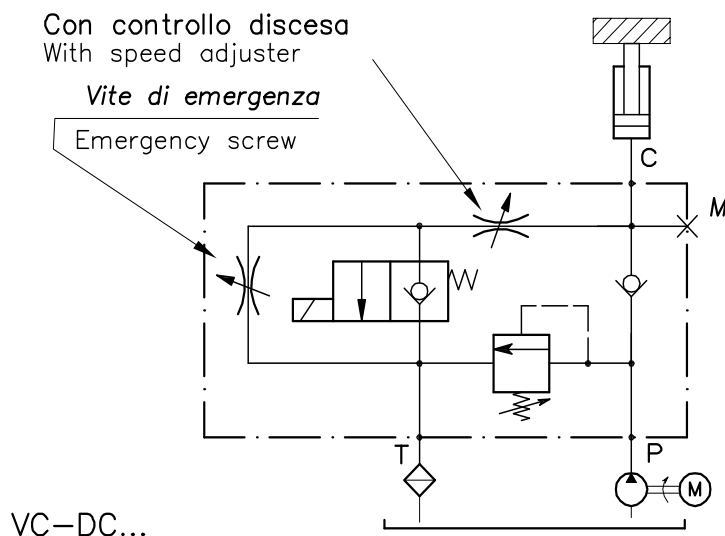 Con controllo discesa
With speed adjuster
Vite di emergenza
Emergency screw
C
M
T
P
M
VC-DC...